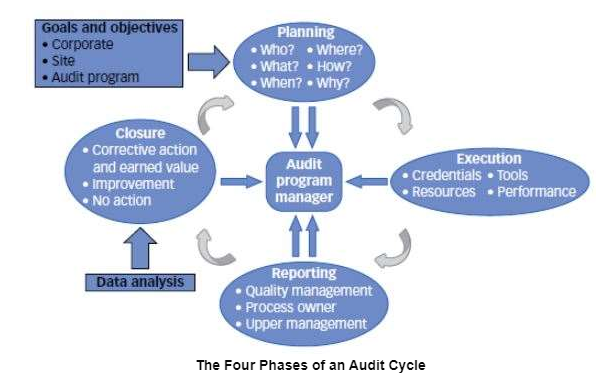 Goals and objectives
• Corporate
• Site
• Audit program
Planning
• Who? • Where?
• What? • How?
• When? • Why?
Closure
• Corrective action
and earned value
• Improvement
• No action
Audit
program
manager
Execution
• Credentials • Tools
• Resources • Performance
Data analysis
Reporting
• Quality management
• Process owner
• Upper management
The Four Phases of an Audit Cycle